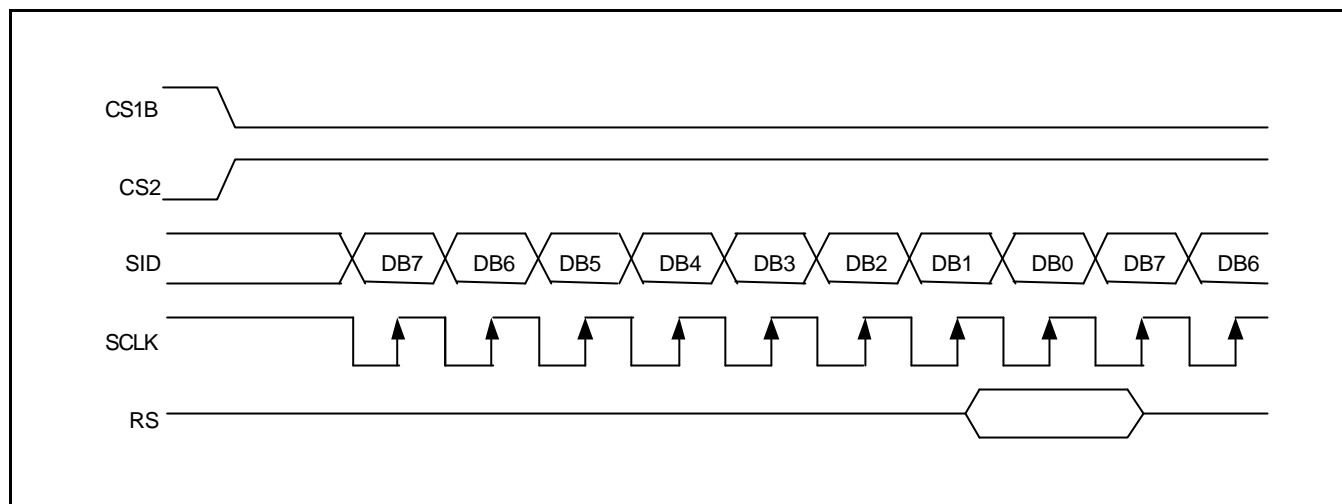 CS1B
CS2
SID DB7 DB6 DB5 DB4 DB3 DB2 DB1 DB0 DB7 DB6
SCLK
RS